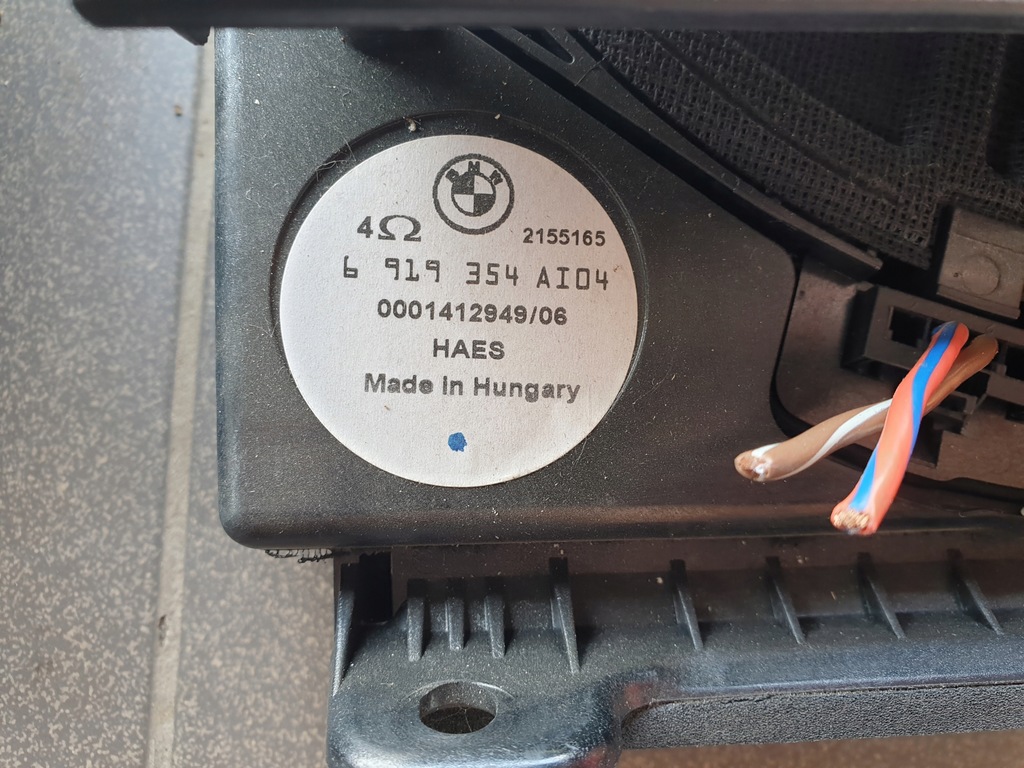 BMW
4Ω
2155165
6 919 354 AI04
0001412949/06
HAES
Made in Hungary